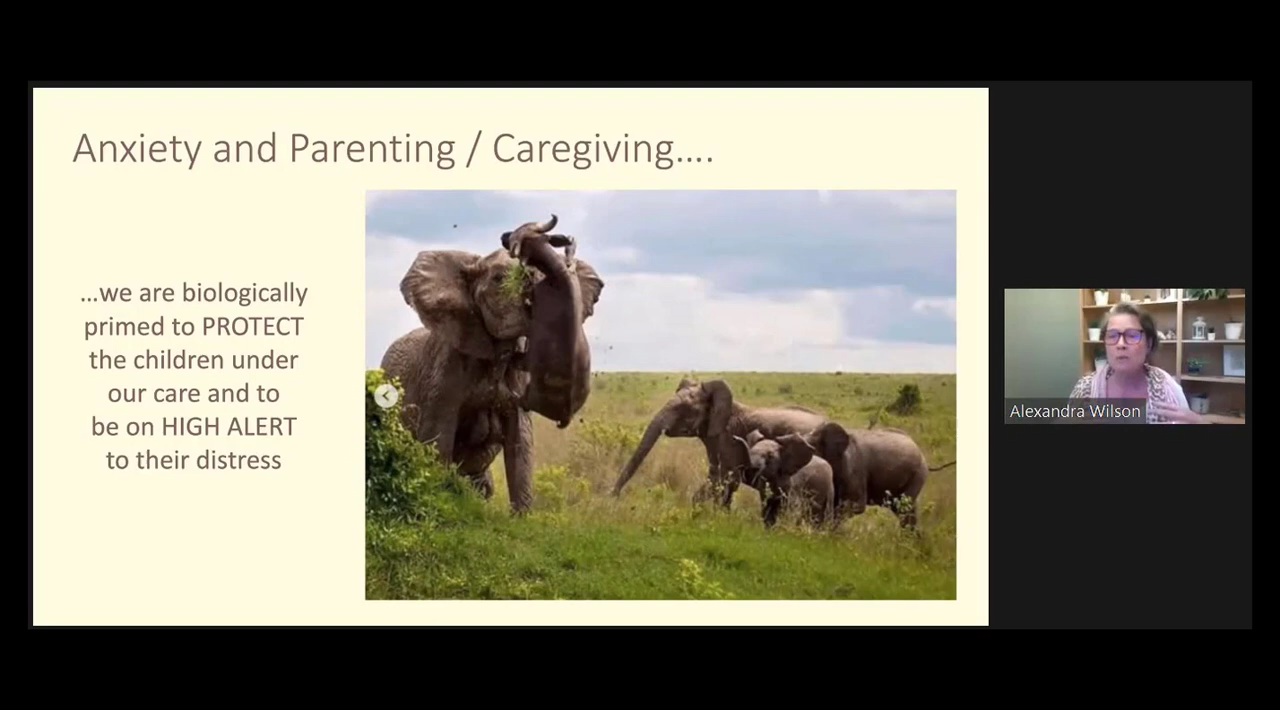 Anxiety and Parenting / Caregiving....
...we are biologically
primed to PROTECT
the children under
our care and to
be on HIGH ALERT
to their distress
Alexandra Wilson